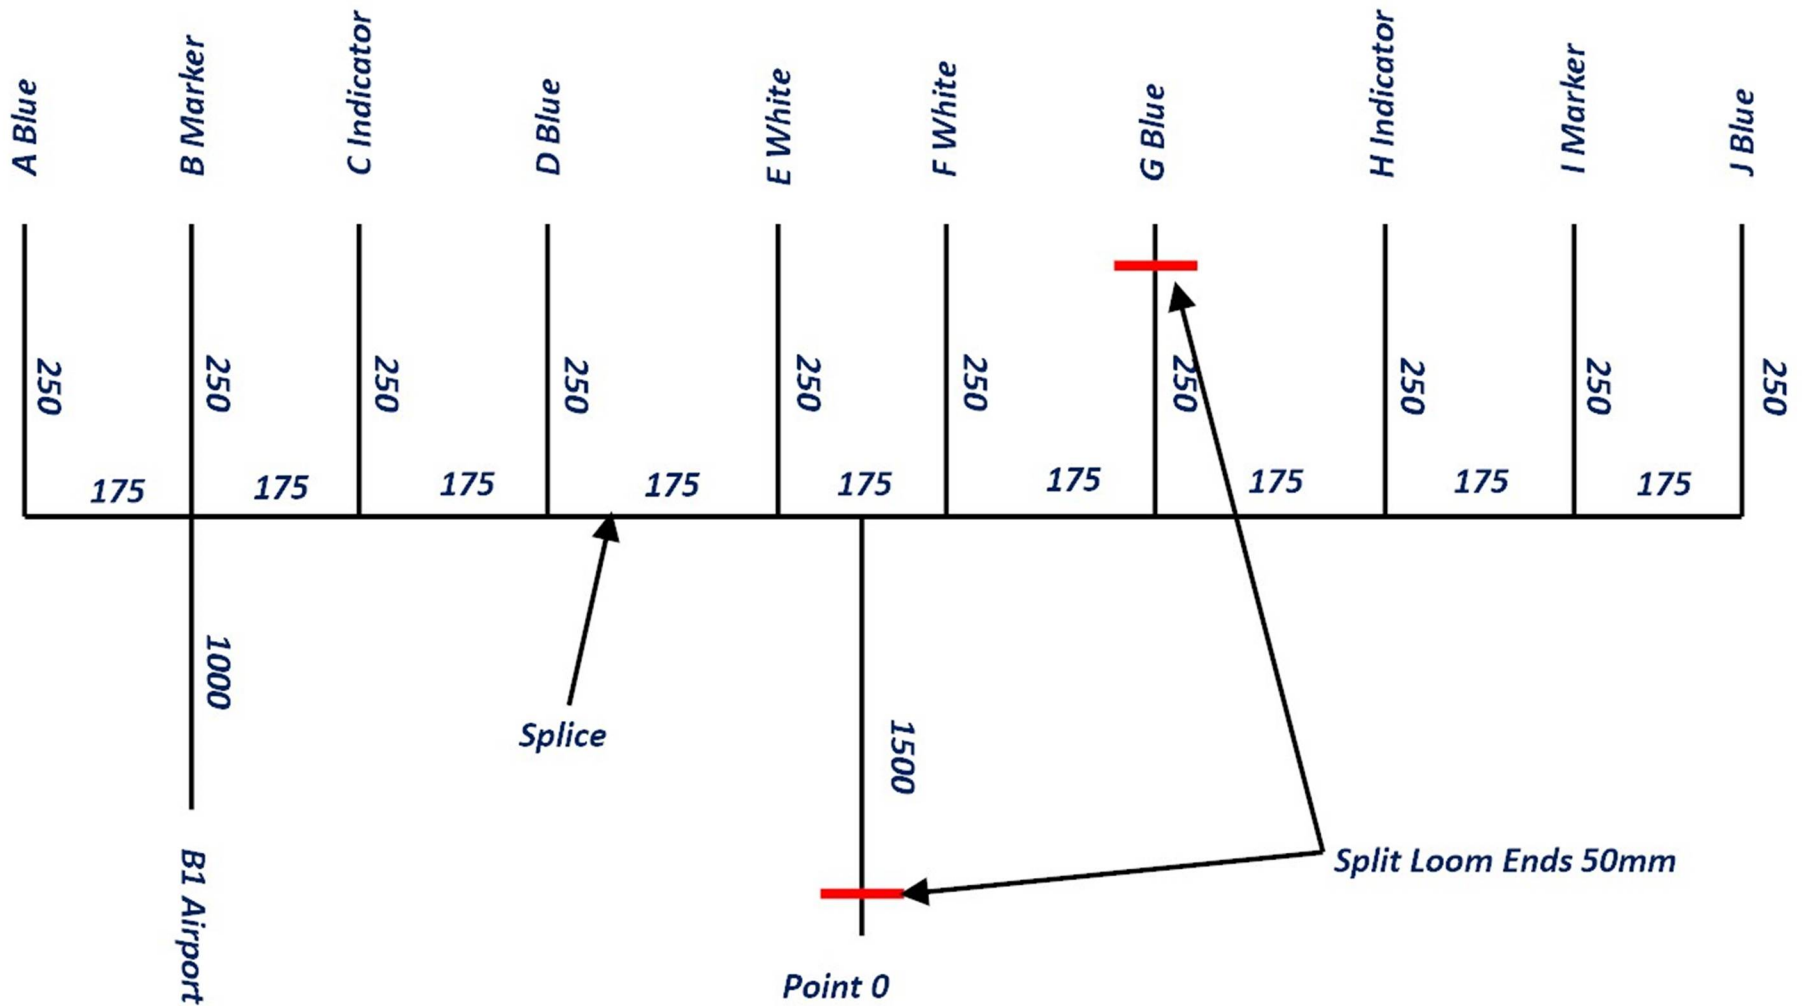 A Blue
B Marker
C Indicator
D Blue
E White
F White
G Blue
H Indicator
I Marker
J Blue
250
250
250
250
250
250
250
250
250
250
175
175
175
175
175
175
175
175
175
1000
1500
Splice
Split Loom Ends 50mm
B1 Airport
Point 0